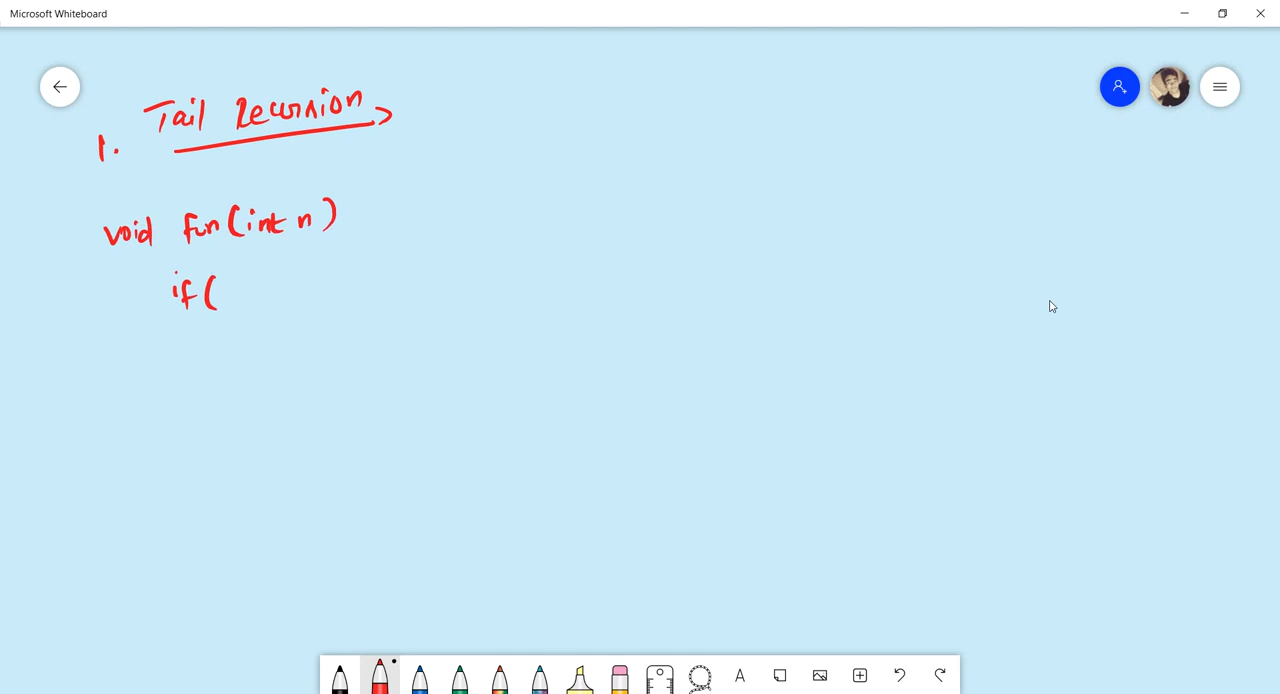 Microsoft Whiteboard
Tail Recursion
1.
void fun(int n)
if(
A